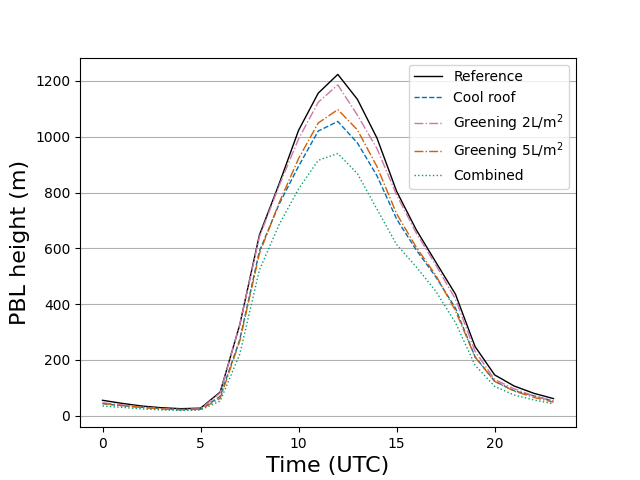 1200
1000
800
600
400
200
0
PBL height (m)
0 5 10 15 20
Time (UTC)
Reference
Cool roof
Greening 2L/m²
Greening 5L/m²
Combined